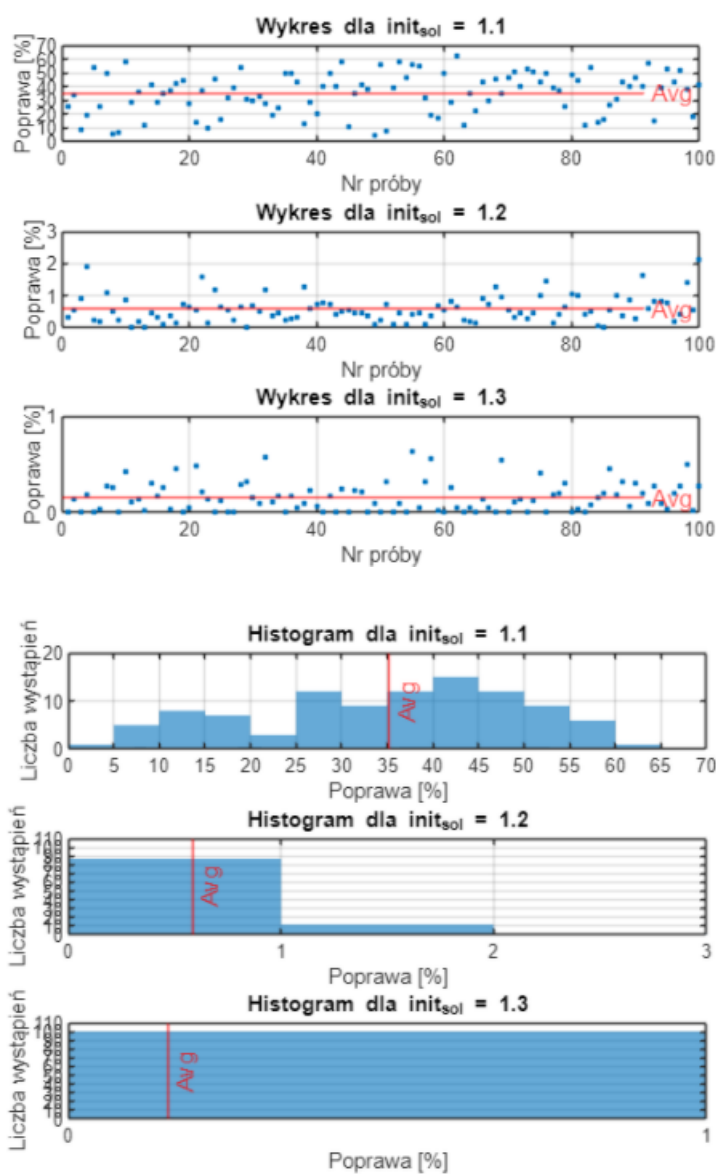 Wykres dla init_sol = 1.1
Poprawa [%]
70
60
50
40
30
20
10
0
Avg
0 20 40 60 80 100
Nr próby
Wykres dla init_sol = 1.2
Poprawa [%]
3
2
1
0
Avg
0 20 40 60 80 100
Nr próby
Wykres dla init_sol = 1.3
Poprawa [%]
1
0
Avg
0 20 40 60 80 100
Nr próby
Histogram dla init_sol = 1.1
Liczba wystąpień
20
10
0
Avg
0 5 10 15 20 25 30 35 40 45 50 55 60 65 70
Poprawa [%]
Histogram dla init_sol = 1.2
Liczba wystąpień
110
Avg
0 1 2 3
Poprawa [%]
Histogram dla init_sol = 1.3
Liczba wystąpień
110
Avg
0 1
Poprawa [%]